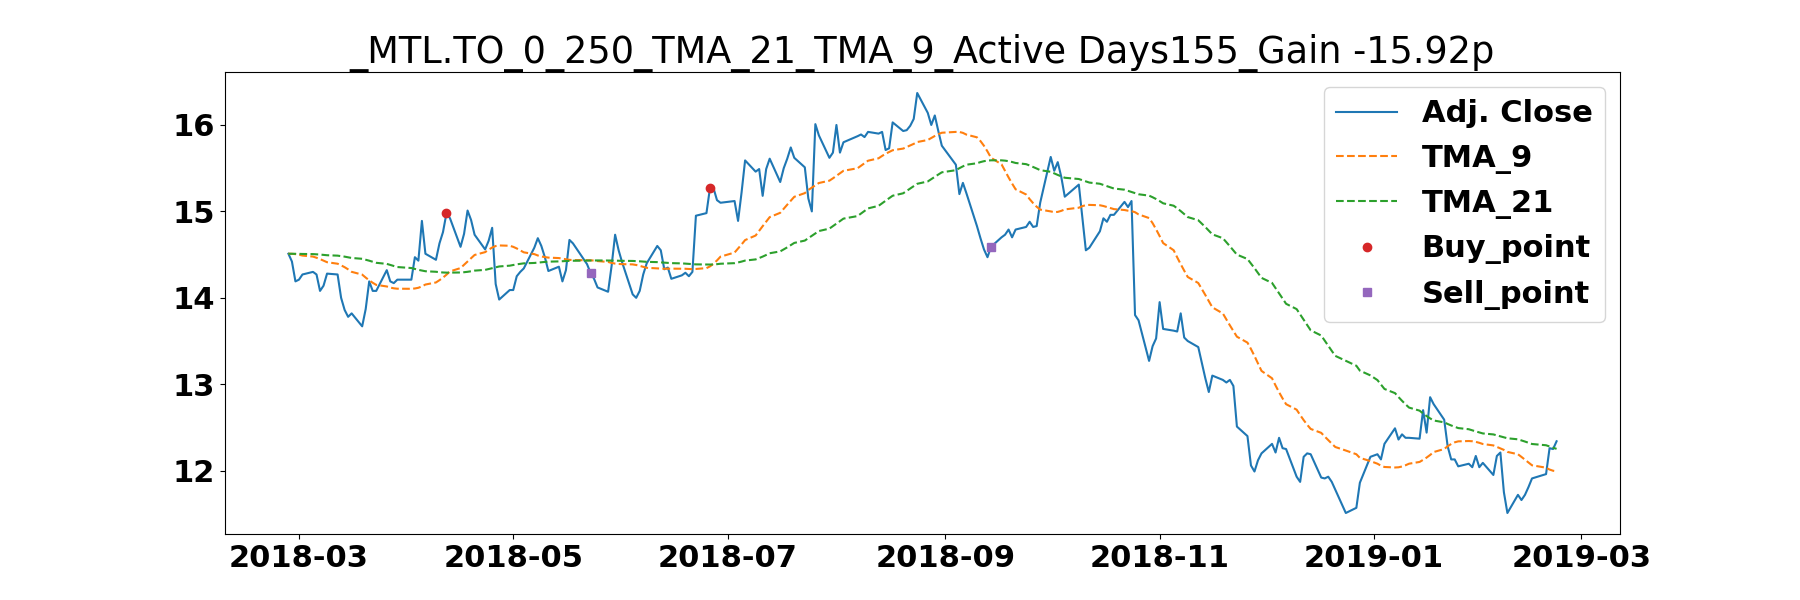 _MTL.TO_0_250_TMA_21_TMA_9_Active Days155_Gain -15.92p
Adj. Close
TMA_9
TMA_21
Buy_point
Sell_point
16
15
14
13
12
2018-03 2018-05 2018-07 2018-09 2018-11 2019-01 2019-03